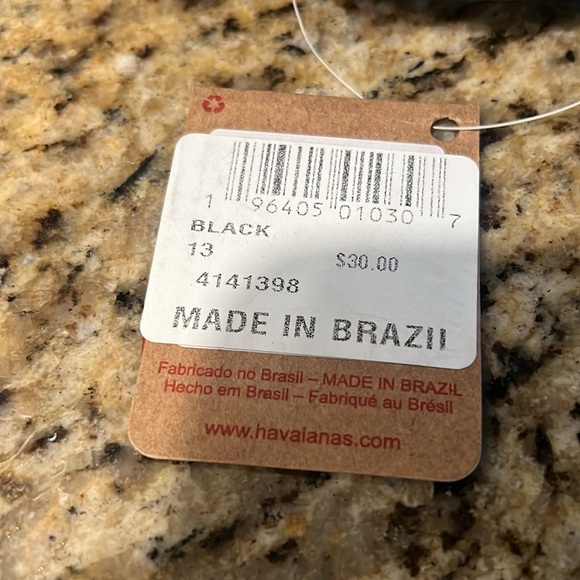 1 96405 01030 7
BLACK
13
$30.00
4141398
MADE IN BRAZIL
Fabricado no Brasil – MADE IN BRAZIL
Hecho em Brasil – Fabriqué au Brésil
www.havaianas.com